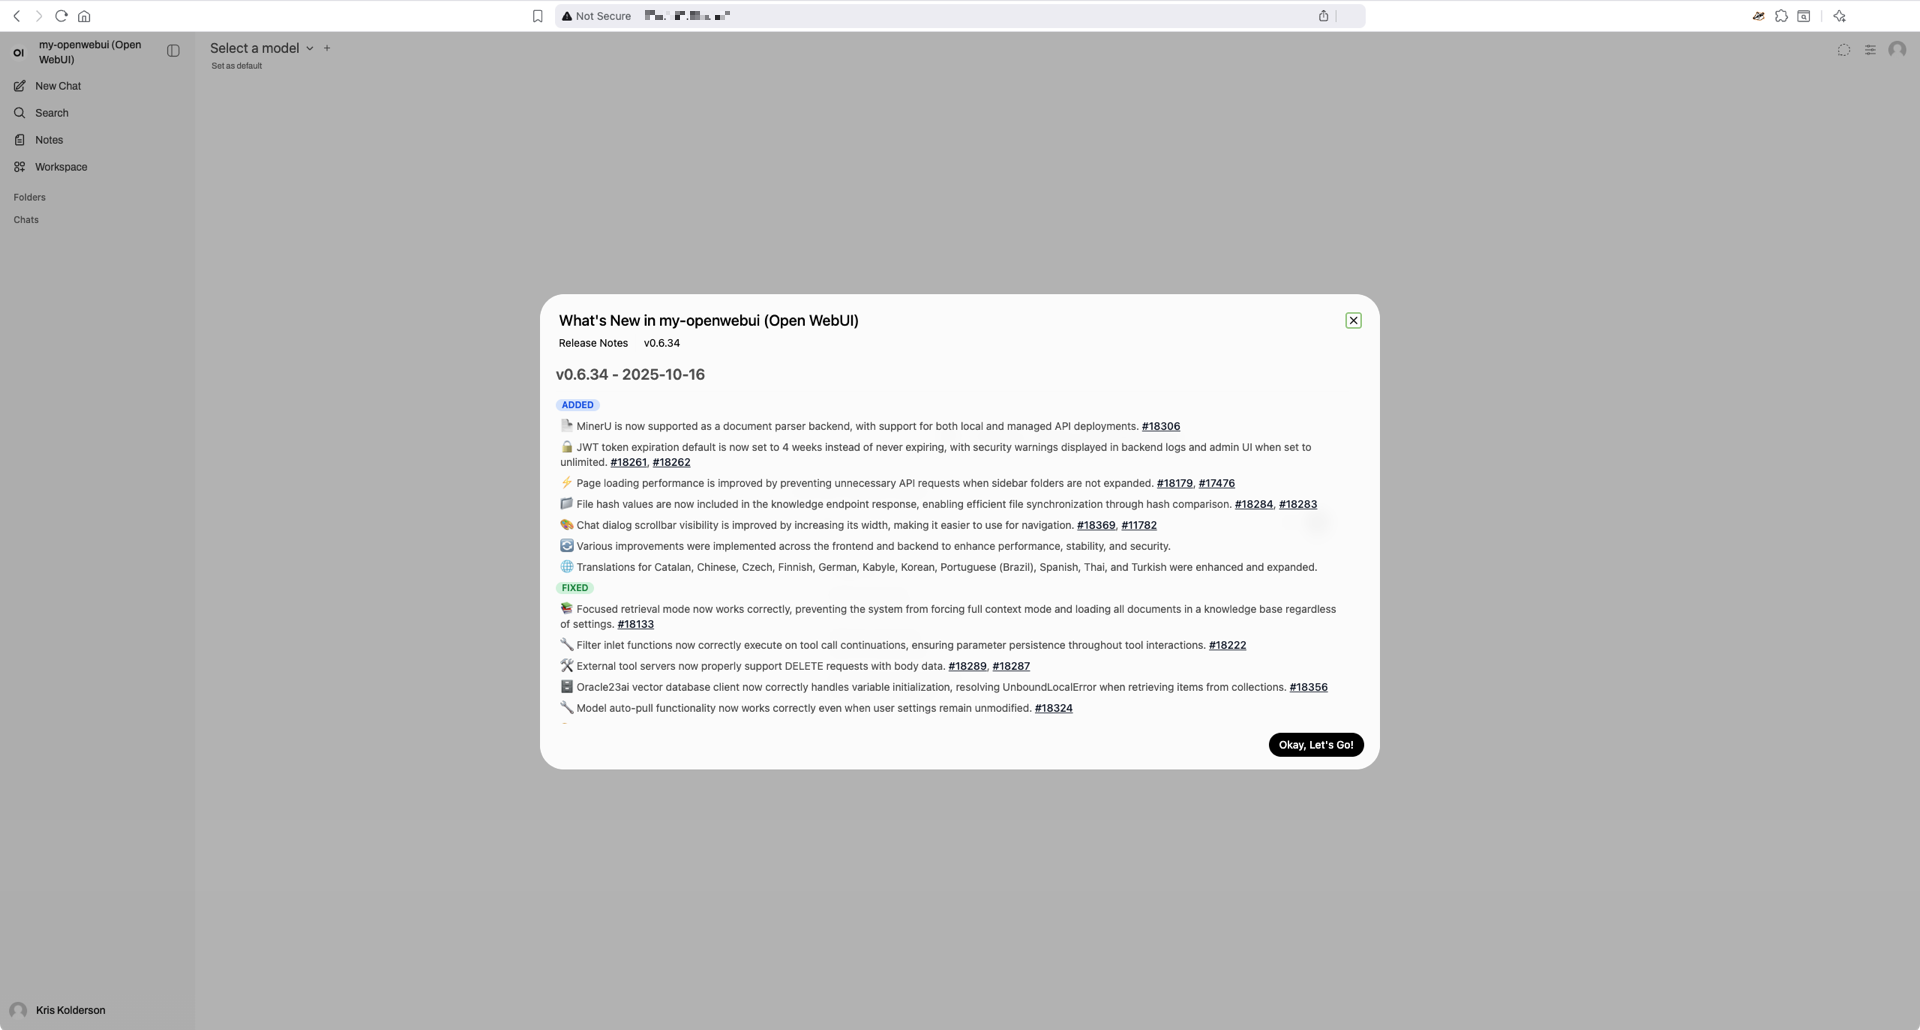 Not Secure
OI
my-openwebui (Open
WebUI)
New Chat
Search
Notes
Workspace
Folders
Chats
Select a model
Set as default
What's New in my-openwebui (Open WebUI)
Release Notes v0.6.34
v0.6.34 - 2025-10-16
ADDED
MinerU is now supported as a document parser backend, with support for both local and managed API deployments. #18306
JWT token expiration default is now set to 4 weeks instead of never expiring, with security warnings displayed in backend logs and admin UI when set to
unlimited. #18261, #18262
Page loading performance is improved by preventing unnecessary API requests when sidebar folders are not expanded. #18179, #17476
File hash values are now included in the knowledge endpoint response, enabling efficient file synchronization through hash comparison. #18284, #18283
Chat dialog scrollbar visibility is improved by increasing its width, making it easier to use for navigation. #18369, #11782
Various improvements were implemented across the frontend and backend to enhance performance, stability, and security.
Translations for Catalan, Chinese, Czech, Finnish, German, Kabyle, Korean, Portuguese (Brazil), Spanish, Thai, and Turkish were enhanced and expanded.
FIXED
Focused retrieval mode now works correctly, preventing the system from forcing full context mode and loading all documents in a knowledge base regardless
of settings. #18133
Filter inlet functions now correctly execute on tool call continuations, ensuring parameter persistence throughout tool interactions. #18222
External tool servers now properly support DELETE requests with body data. #18289, #18287
Oracle23ai vector database client now correctly handles variable initialization, resolving UnboundLocalError when retrieving items from collections. #18356
Model auto-pull functionality now works correctly even when user settings remain unmodified. #18324
Okay, Let's Go!
Kris Kolderson